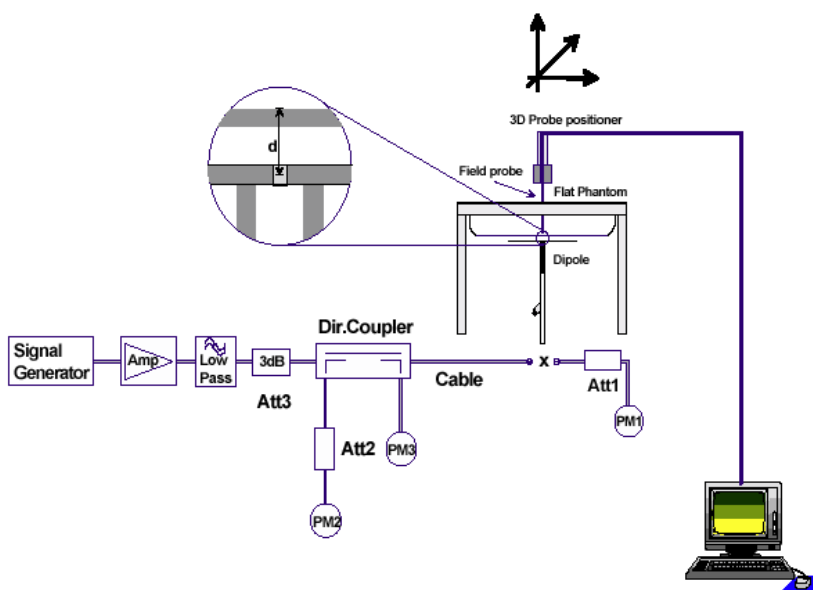 3D Probe positioner
d
Field probe
Flat Phantom
Dipole
Dir.Coupler
Signal
Generator
Amp
Low
Pass
3dB
Att3
Cable
x
Att1
PM1
Att2
PM3
PM2